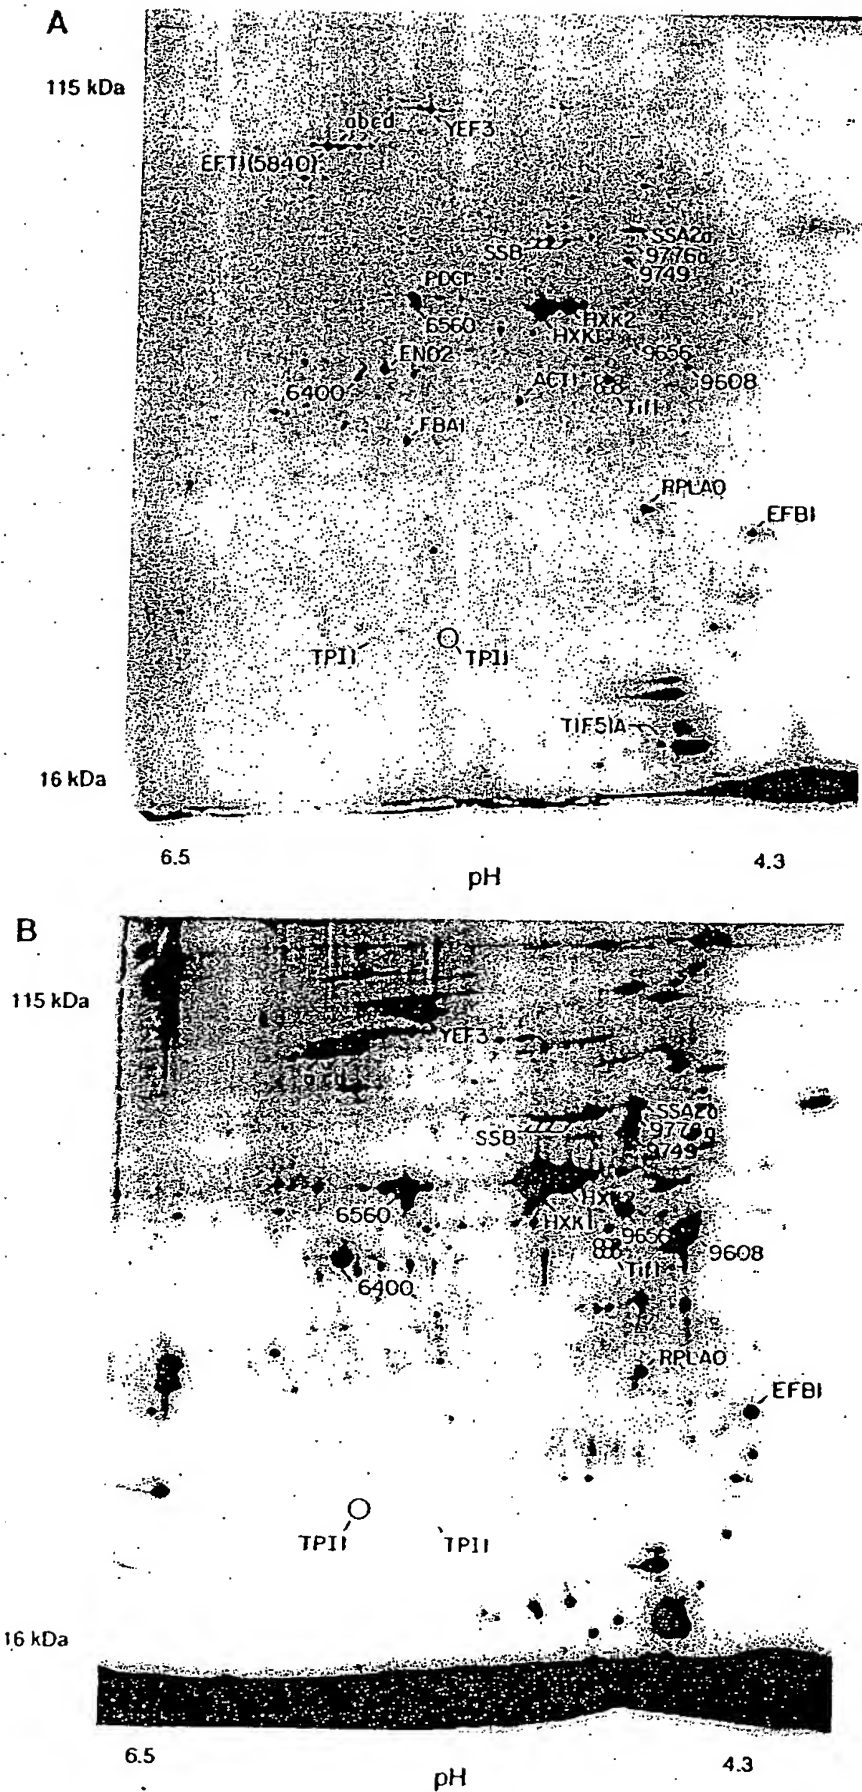 A
115 kDa
abcd
YEF3
EFT1(5840)
SSA2a
SSB
9776a
9749
PDC1
6560
HXK2
HXK1
9656
ENO2
9608
6400
ACT1
Tif1
FBA1
RPLA0
EFB1
TPI1
TPI1
TIF51A
16 kDa
6.5
4.3
pH
B
115 kDa
YEF3
SSB
9749
6560
HXK1
9656
9608
6400
Tif1
RPLA0
EFB1
TPI1
TPI1
16 kDa
6.5
4.3
pH